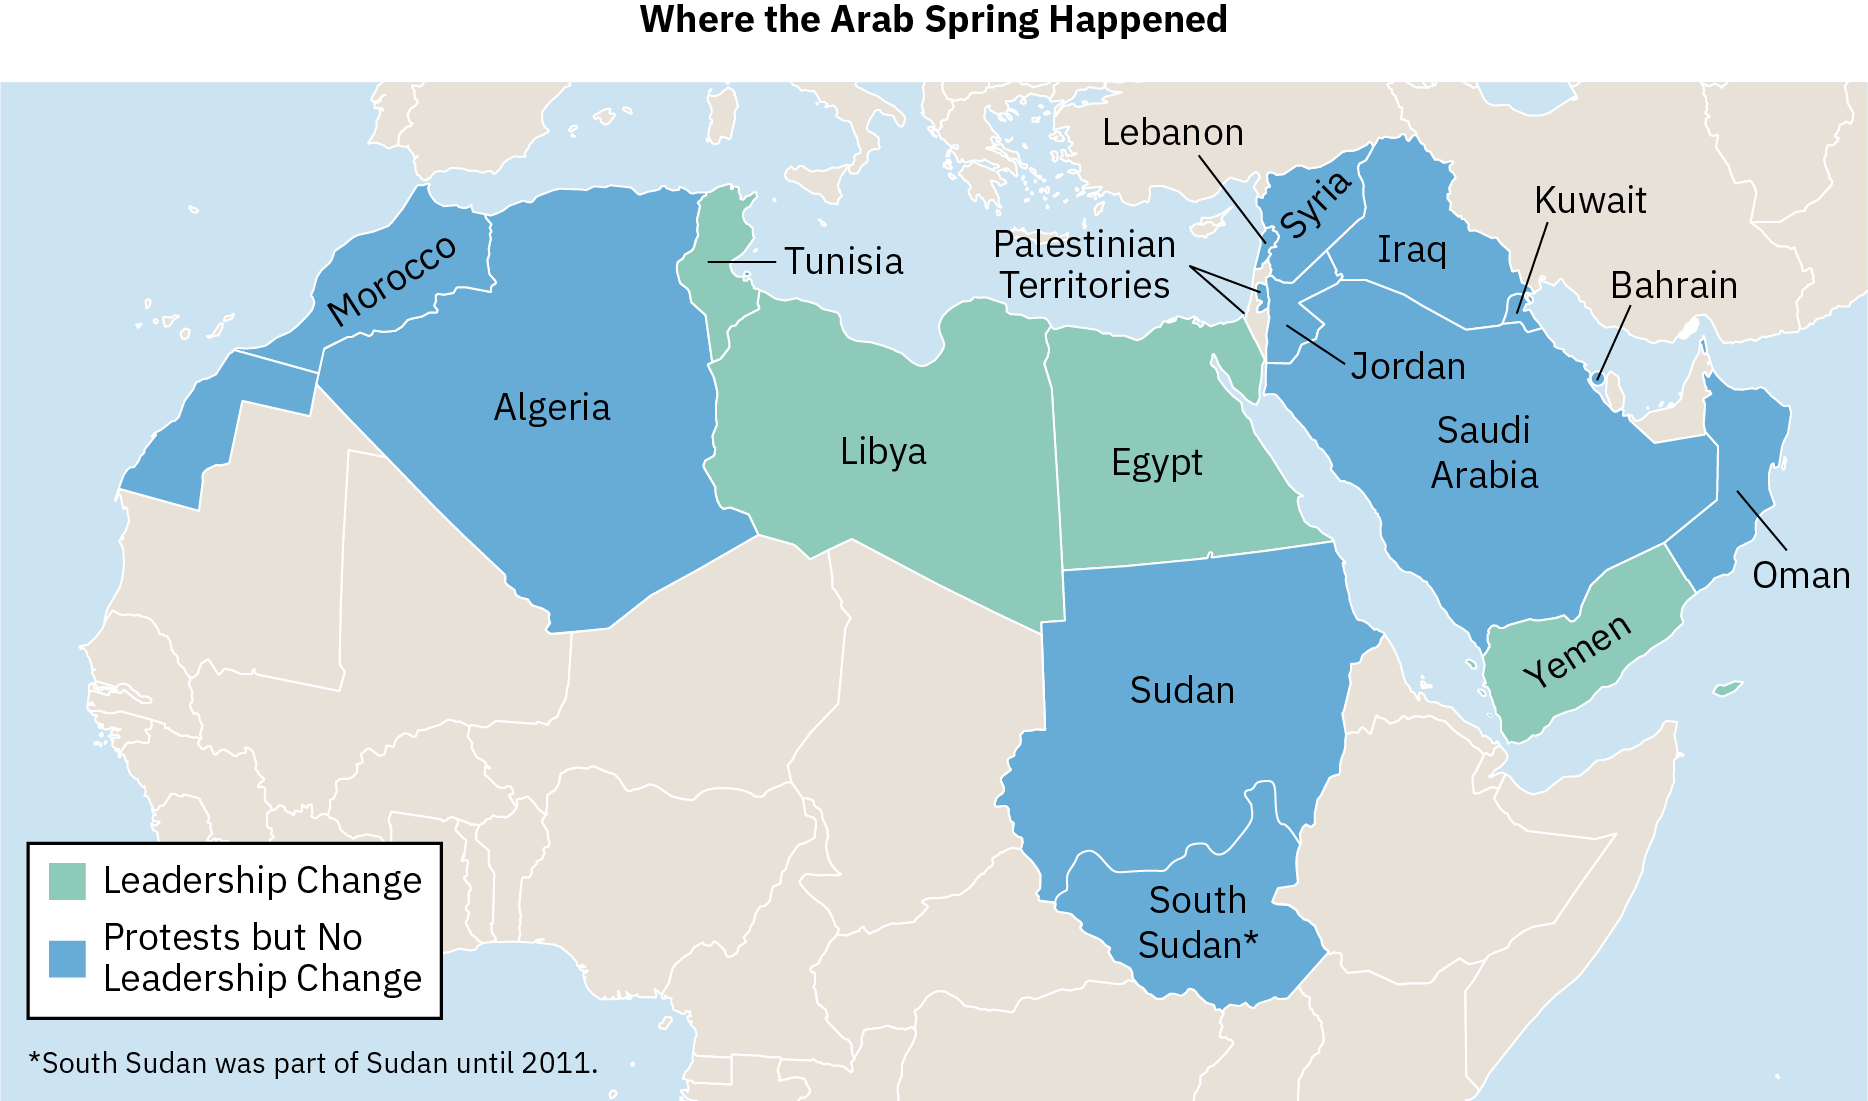 Where the Arab Spring Happened
Lebanon
Syria
Kuwait
Palestinian
Territories
Iraq
Tunisia
Morocco
Bahrain
Jordan
Algeria
Libya
Egypt
Saudi
Arabia
Oman
Yemen
Sudan
South
Sudan*
Leadership Change
Protests but No
Leadership Change
*South Sudan was part of Sudan until 2011.